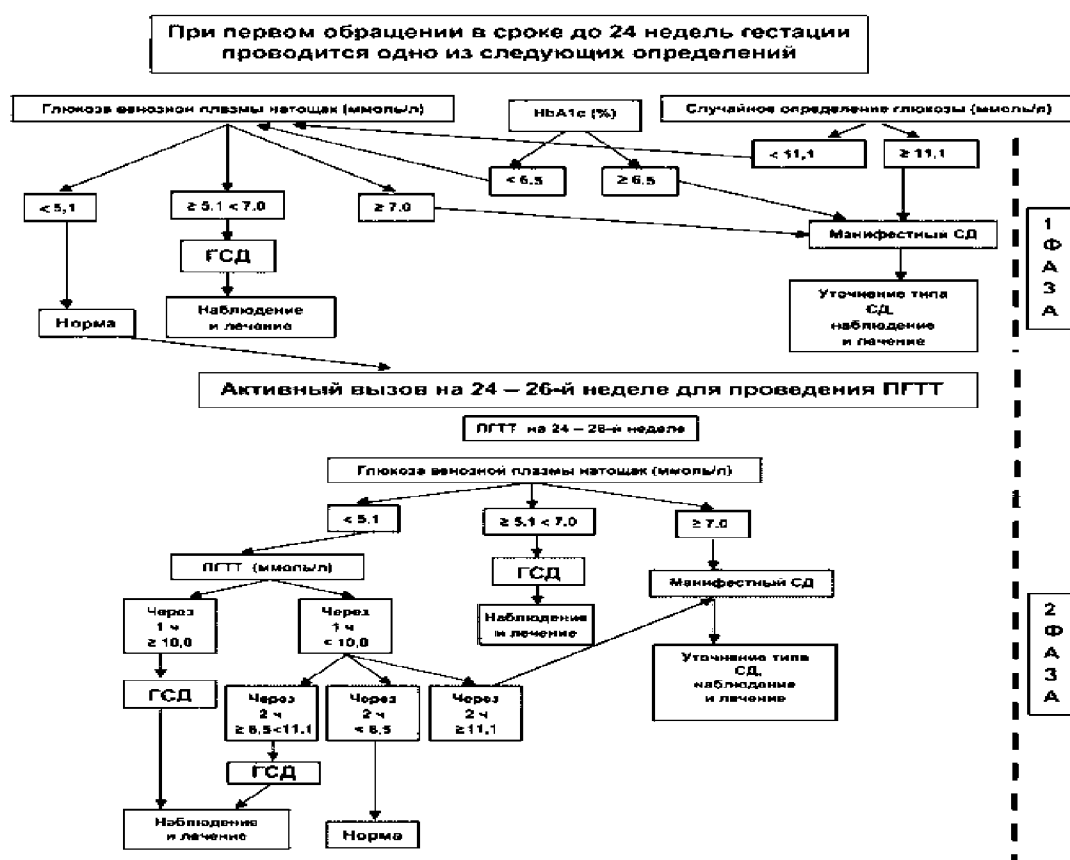 При первом обращении в сроке до 24 недель гестации
проводится одно из следующих определений
Глюкоза венозной плазмы натощак (ммоль/л)
HbA1c (%)
Случайное определение глюкозы (ммоль/л)
< 11,1
≥ 11,1
< 6,5
≥ 6,5
< 5,1
≥ 5,1 < 7,0
≥ 7,0
Манифестный СД
ГСД
Наблюдение
и лечение
Норма
Уточнение типа
СД,
наблюдение
и лечение
1
Ф
А
З
А
Активный вызов на 24 – 26-й неделе для проведения ПГТТ
ПГТТ на 24 – 26-й неделе
Глюкоза венозной плазмы натощак (ммоль/л)
< 5,1
≥ 5,1 < 7,0
≥ 7,0
ПГТТ (ммоль/л)
ГСД
Манифестный СД
Через
1 ч
≥ 10,0
Через
1 ч
< 10,0
Наблюдение
и лечение
Уточнение типа
СД,
наблюдение
и лечение
2
Ф
А
З
А
ГСД
Через
2 ч
≥ 8,5<11,1
Через
2 ч
< 8,5
Через
2 ч
≥11,1
ГСД
Наблюдение
и лечение
Норма